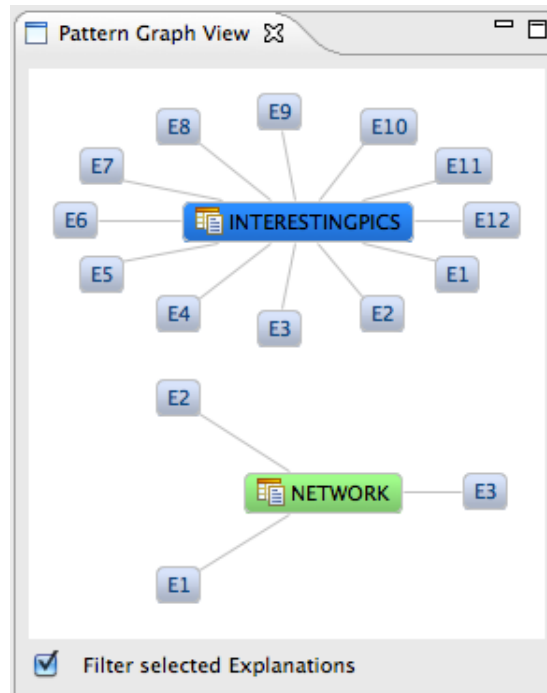 Pattern Graph View
E9
E8
E10
E7
E11
E6
INTERESTINGPICS
E12
E5
E1
E4
E3
E2
E2
NETWORK
E3
E1
Filter selected Explanations